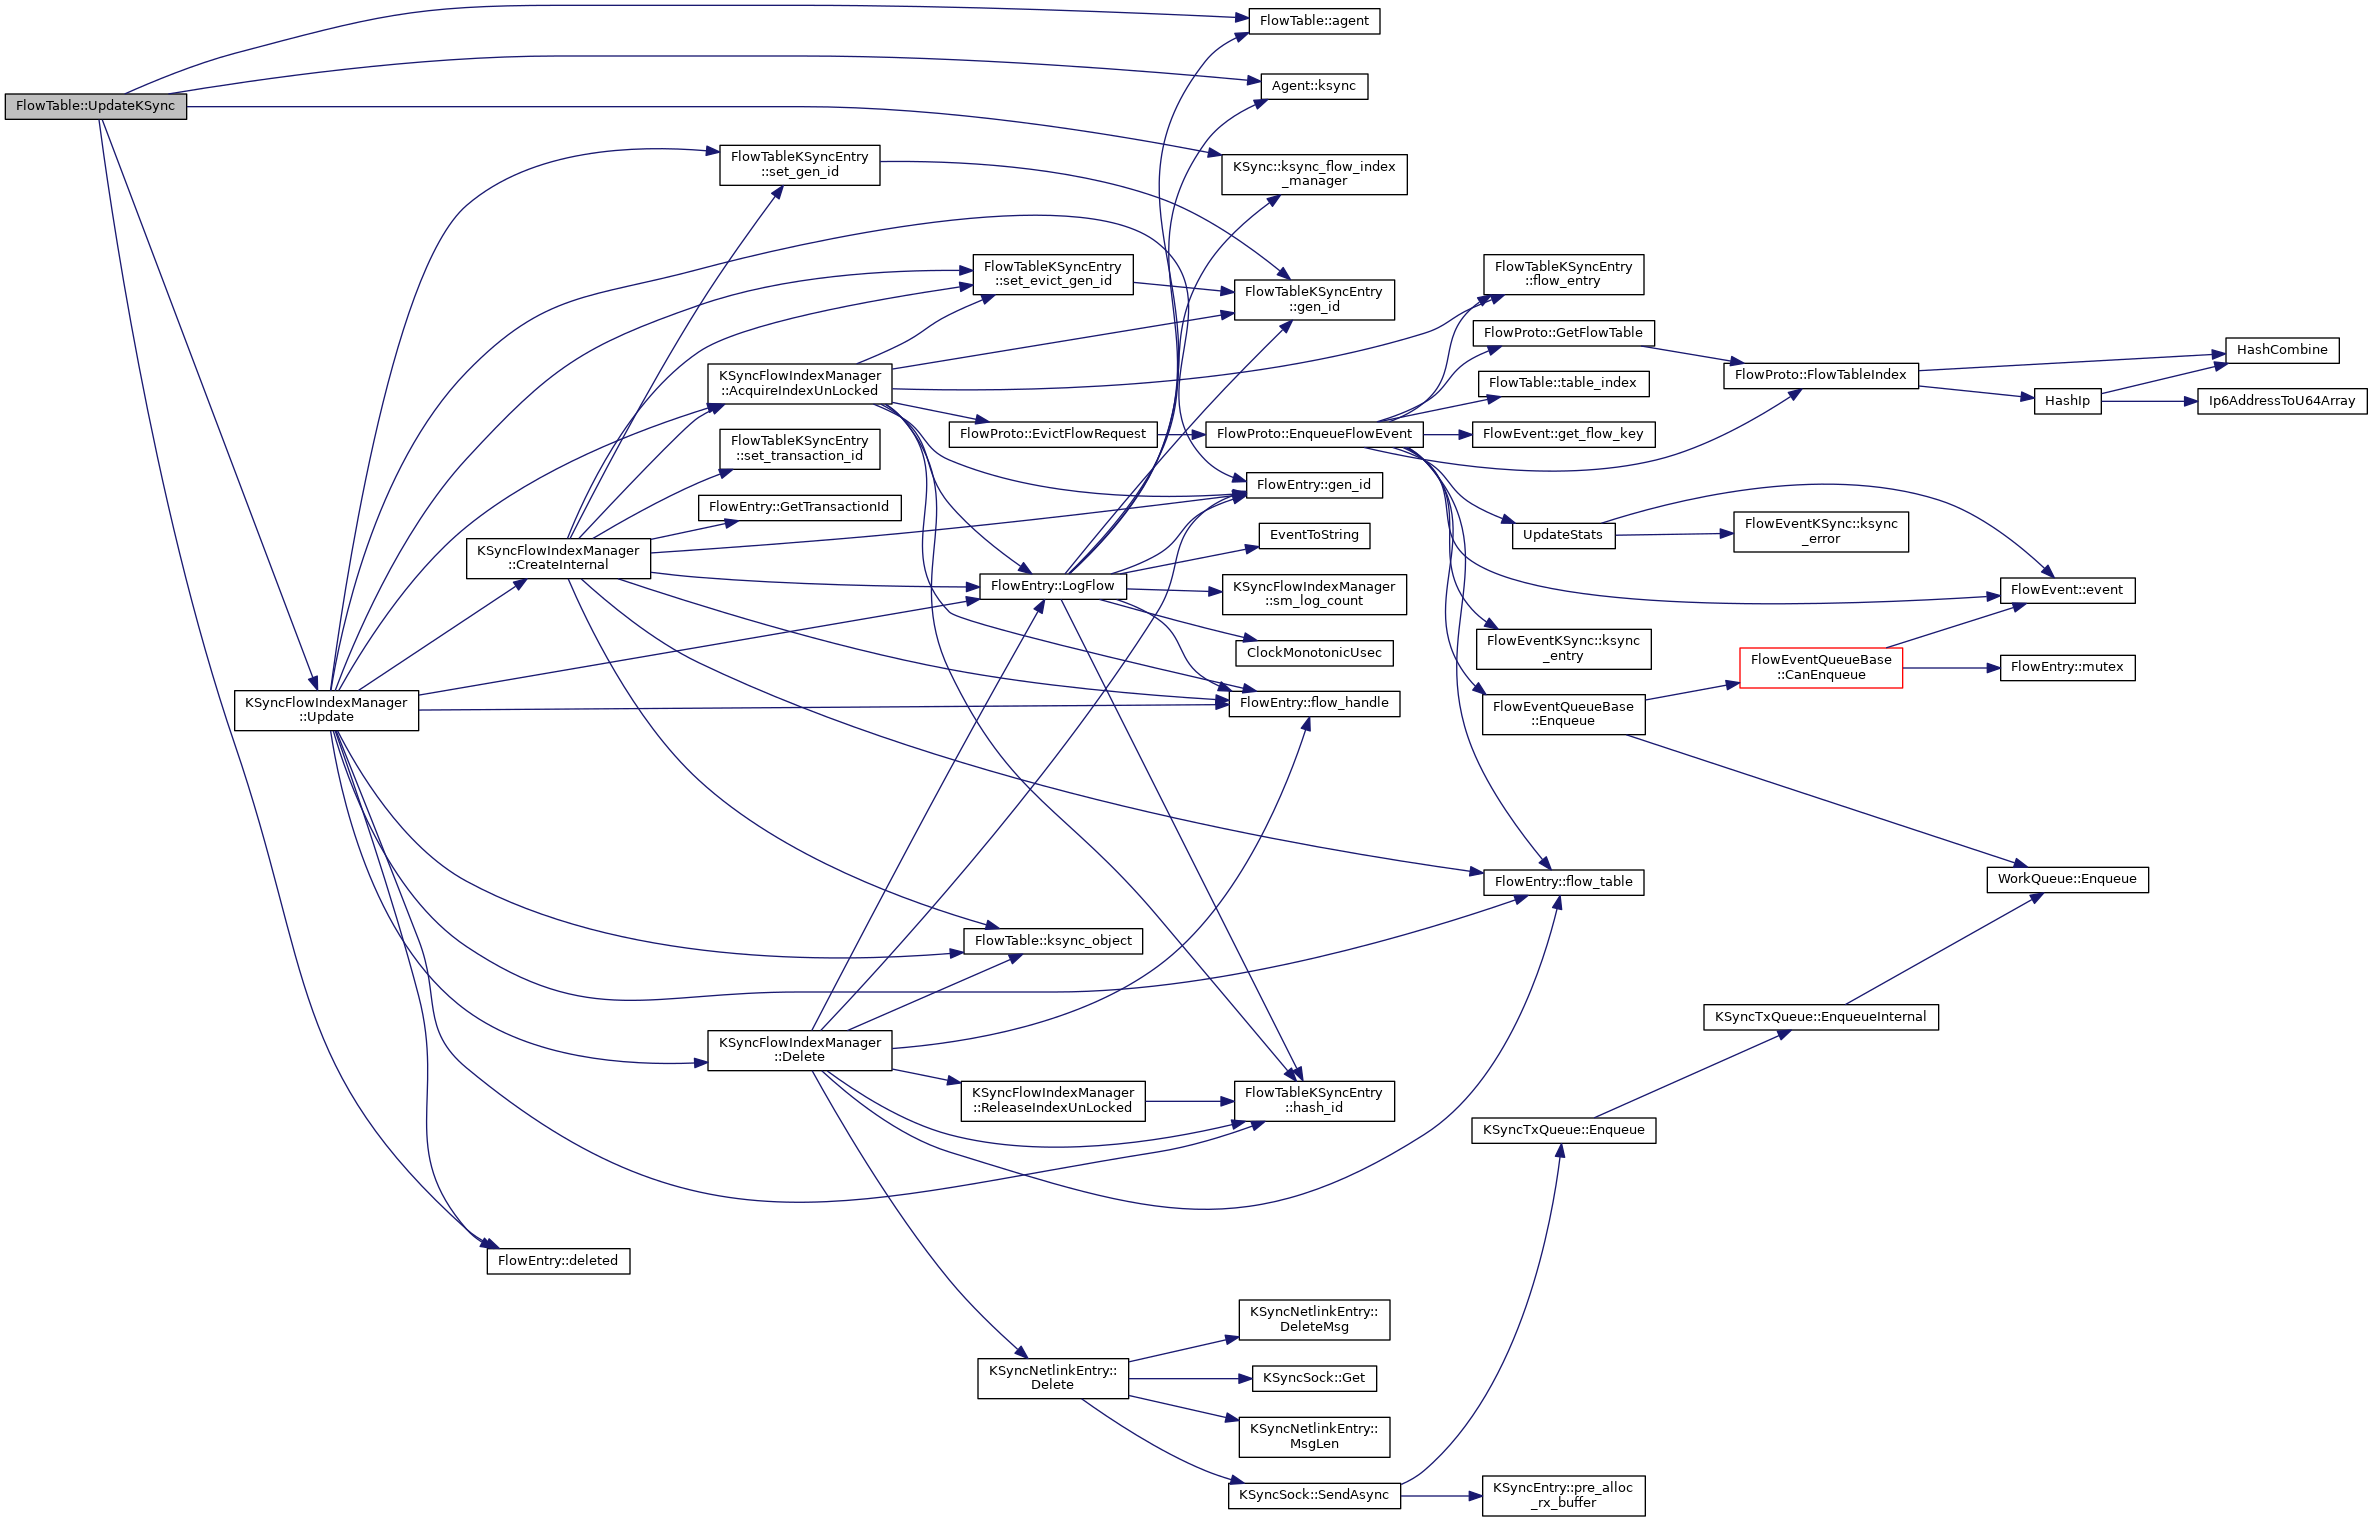 FlowTable::UpdateKSync
FlowTable::agent
Agent::ksync
KSync::ksync_flow_index
_manager
FlowTableKSyncEntry
::set_gen_id
FlowTableKSyncEntry
::set_evict_gen_id
FlowTableKSyncEntry
::gen_id
FlowTableKSyncEntry
::flow_entry
FlowProto::GetFlowTable
HashCombine
KSyncFlowIndexManager
::AcquireIndexUnLocked
FlowTable::table_index
FlowProto::FlowTableIndex
HashIp
Ip6AddressToU64Array
FlowTableKSyncEntry
::set_transaction_id
FlowProto::EvictFlowRequest
FlowProto::EnqueueFlowEvent
FlowEvent::get_flow_key
FlowEntry::GetTransactionId
FlowEntry::gen_id
KSyncFlowIndexManager
::CreateInternal
EventToString
UpdateStats
FlowEventKSync::ksync
_error
FlowEntry::LogFlow
KSyncFlowIndexManager
::sm_log_count
FlowEvent::event
ClockMonotonicUsec
FlowEventKSync::ksync
_entry
FlowEventQueueBase
::CanEnqueue
FlowEntry::mutex
KSyncFlowIndexManager
::Update
FlowEntry::flow_handle
FlowEventQueueBase
::Enqueue
FlowEntry::flow_table
WorkQueue::Enqueue
FlowTable::ksync_object
KSyncTxQueue::EnqueueInternal
KSyncFlowIndexManager
::Delete
KSyncFlowIndexManager
::ReleaseIndexUnLocked
FlowTableKSyncEntry
::hash_id
KSyncTxQueue::Enqueue
FlowEntry::deleted
KSyncNetlinkEntry::
DeleteMsg
KSyncNetlinkEntry::
Delete
KSyncSock::Get
KSyncNetlinkEntry::
MsgLen
KSyncSock::SendAsync
KSyncEntry::pre_alloc
_rx_buffer